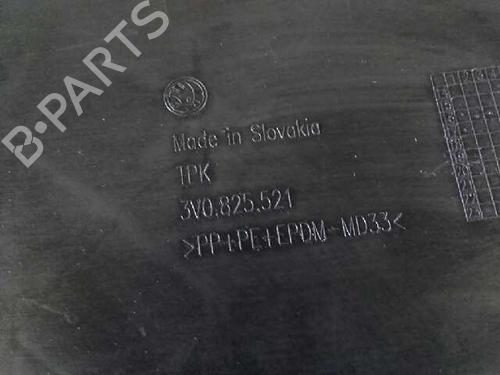 B·PARTS
Made in Slovakia
TPK
3V0.825.521
>PP+PE+EPDM-MD33<